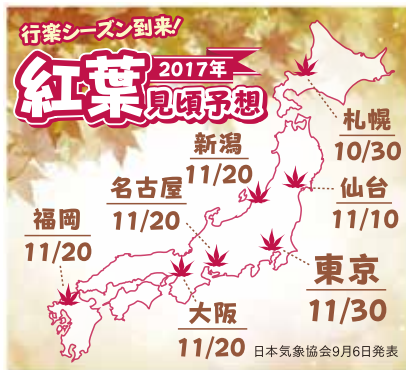 行楽シーズン到来!
紅葉
2017年
見頃予想
札幌
10/30
新潟
11/20
仙台
11/10
名古屋
11/20
福岡
11/20
東京
11/30
大阪
11/20
日本気象協会9月6日発表